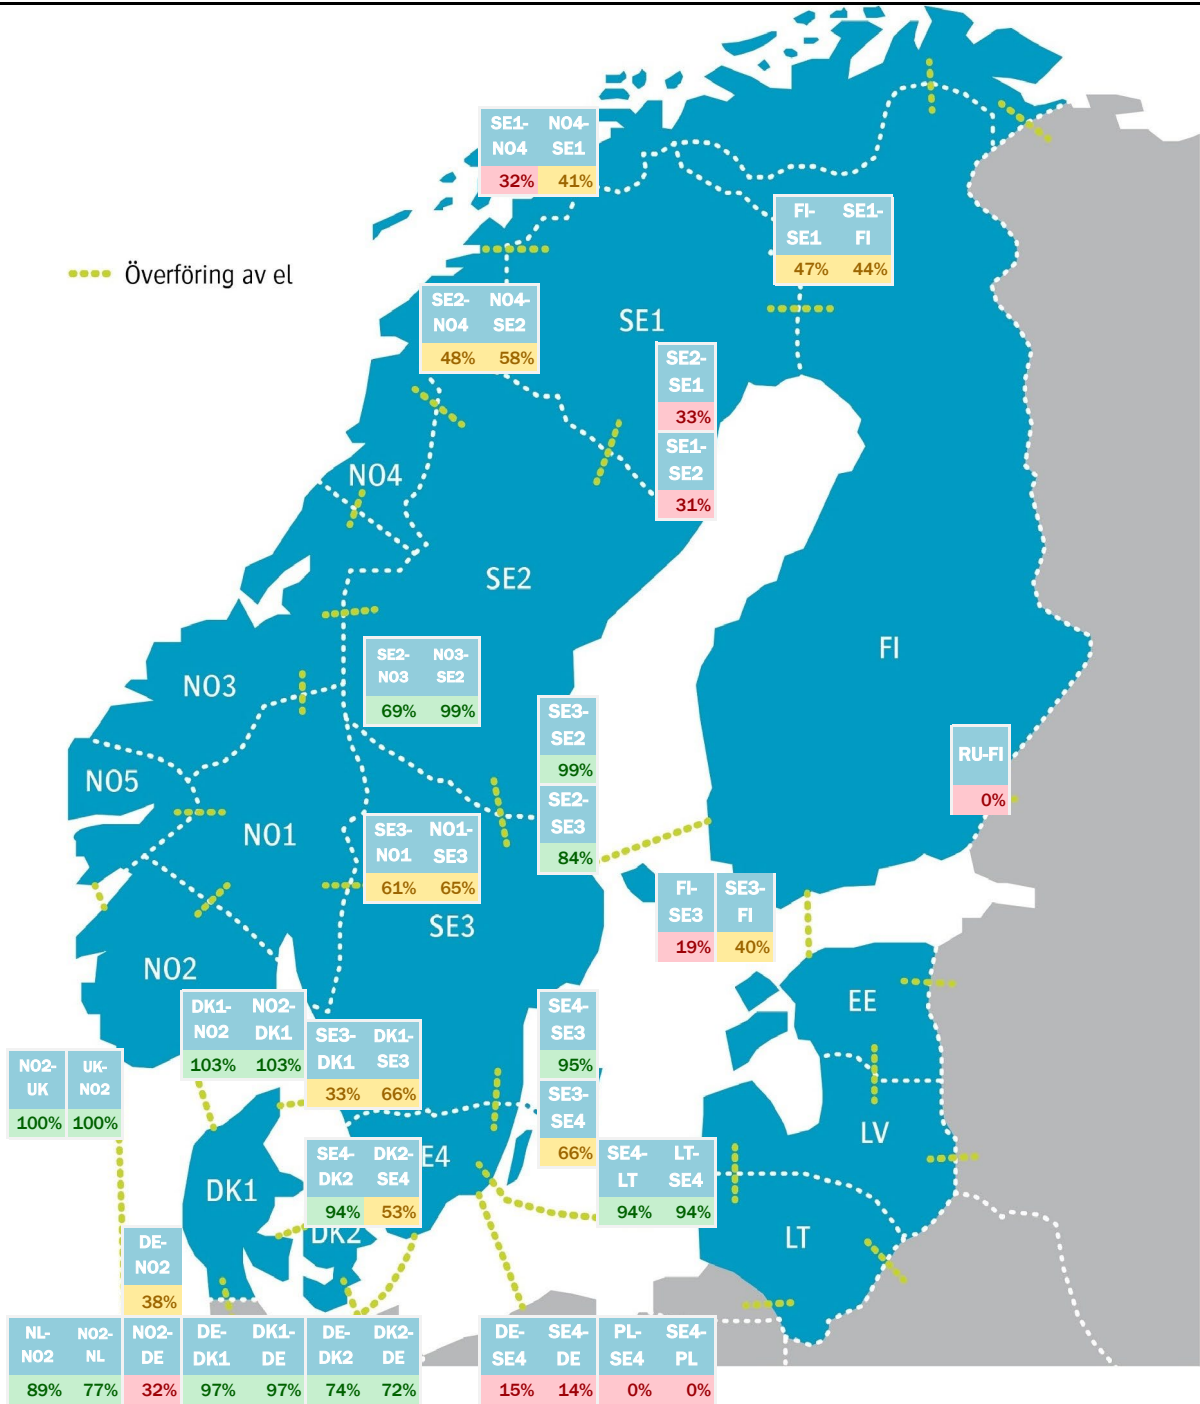 SE1- NO4-
NO4 SE1
32% 41%
FI- SE1-
SE1 FI
47% 44%
Överföring av el
SE2- NO4-
NO4 SE2
48% 58%
SE1
SE2-
SE1
33%
SE1-
SE2
31%
NO4
SE2
FI
SE2- NO3-
NO3 SE2
69% 99%
NO3
SE3-
SE2
99%
SE2-
SE3
84%
RU-FI
0%
NO5
NO1
SE3- NO1-
NO1 SE3
61% 65%
SE3
FI- SE3-
SE3 FI
19% 40%
NO2
EE
DK1- NO2-
NO2 DK1
103% 103%
SE3- DK1-
DK1 SE3
33% 66%
SE4-
SE3
95%
SE3-
SE4
66%
NO2- UK-
UK NO2
100% 100%
LV
SE4- DK2-
DK2 SE4
94% 53%
E4
SE4- LT-
LT SE4
94% 94%
DK1
DK2
LT
DE-
NO2
38%
NL- NO2- NO2- DE- DK1- DE- DK2- DE- SE4- PL- SE4-
NO2 NL DE DK1 DE DK2 DE SE4 DE SE4 PL
89% 77% 32% 97% 97% 74% 72% 15% 14% 0% 0%